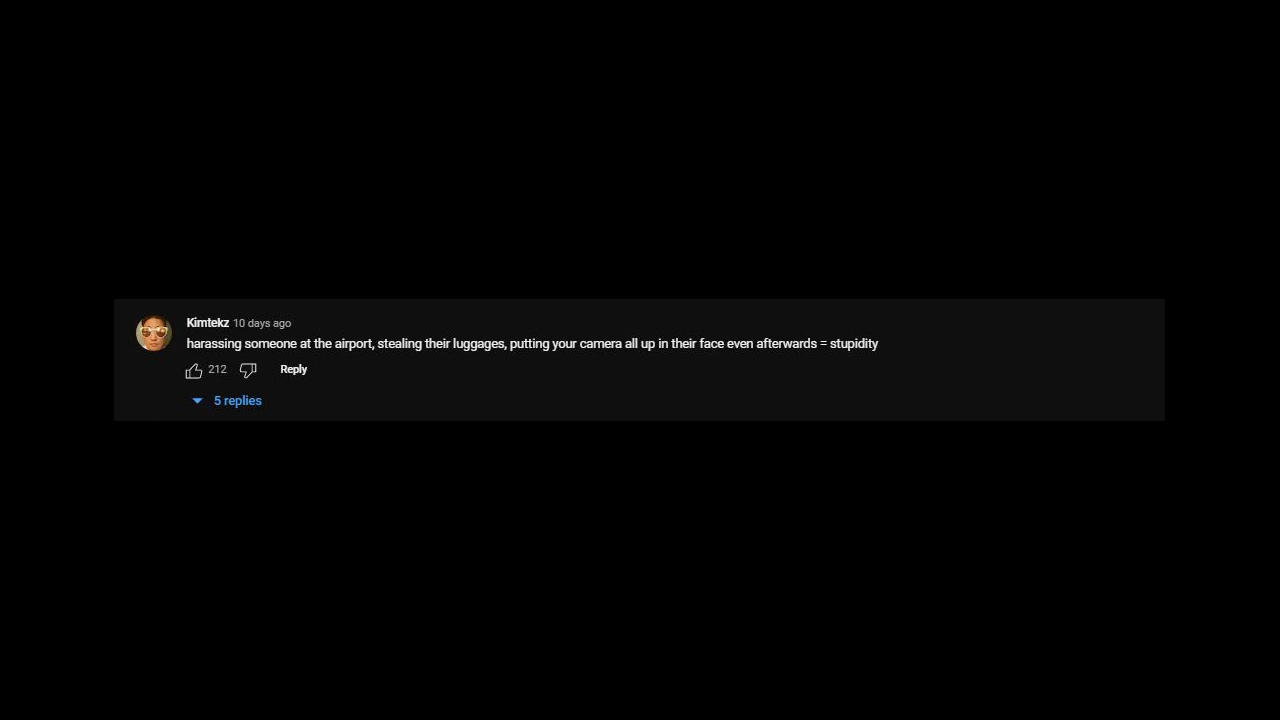 Kimtekz 10 days ago
harassing someone at the airport, stealing their luggages, putting your camera all up in their face even afterwards = stupidity
212 Reply
5 replies